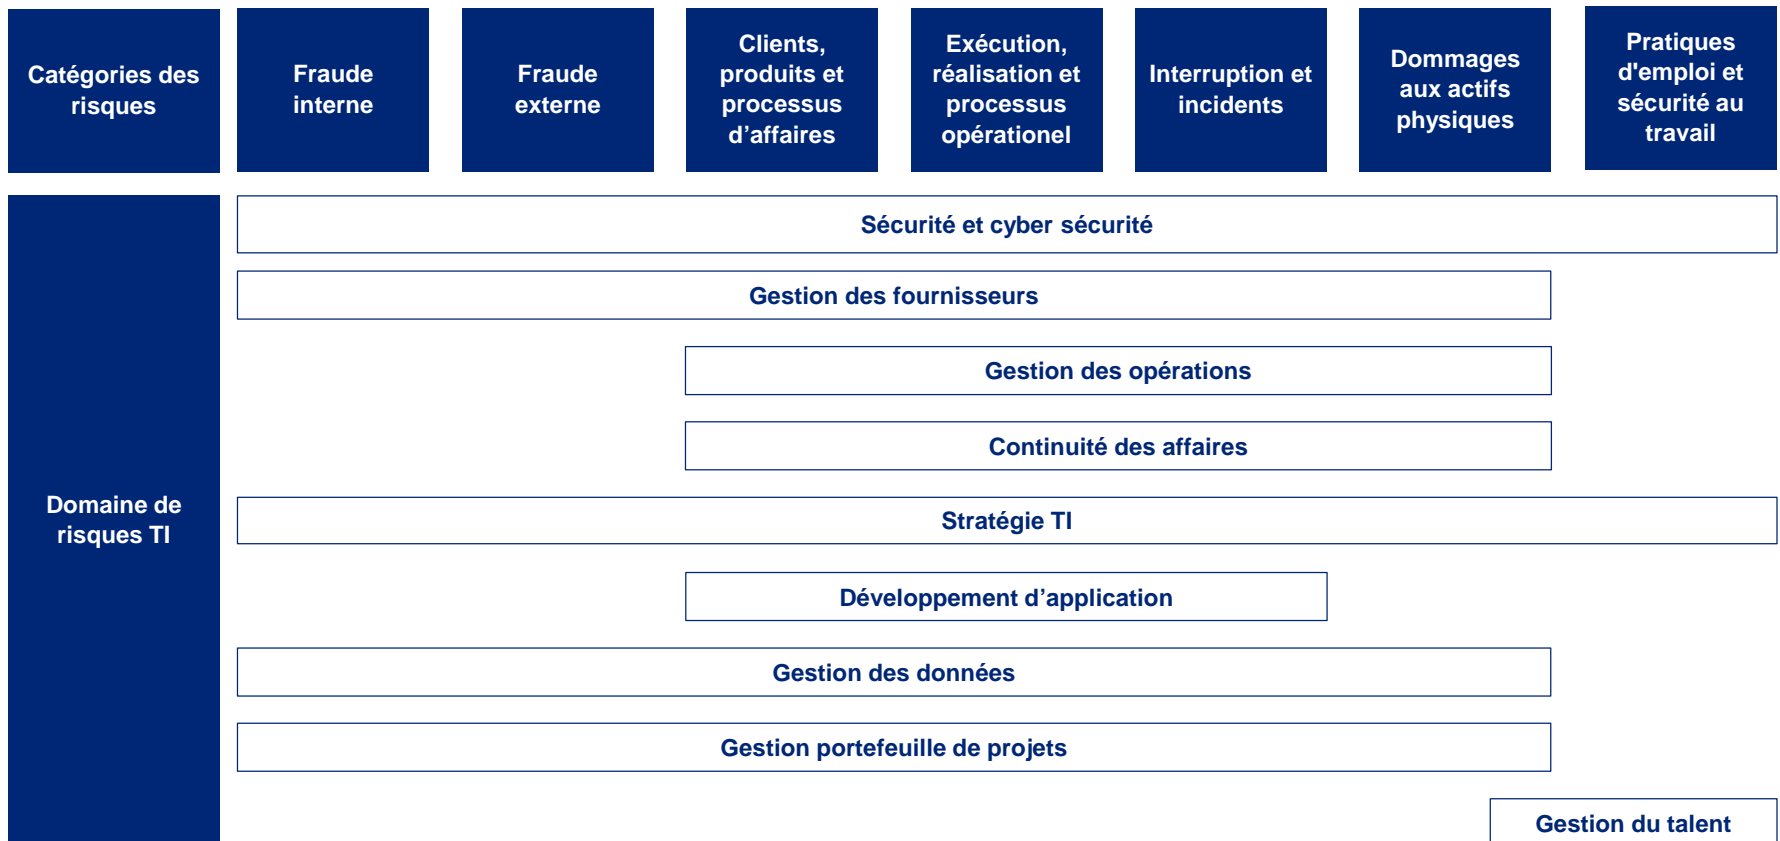 Catégories des
risques
Fraude
interne
Fraude
externe
Clients,
produits et
processus
d’affaires
Exécution,
réalisation et
processus
opérationel
Interruption et
incidents
Dommages
aux actifs
physiques
Pratiques
d'emploi et
sécurité au
travail
Domaine de
risques TI
Sécurité et cyber sécurité
Gestion des fournisseurs
Gestion des opérations
Continuité des affaires
Stratégie TI
Développement d’application
Gestion des données
Gestion portefeuille de projets
Gestion du talent